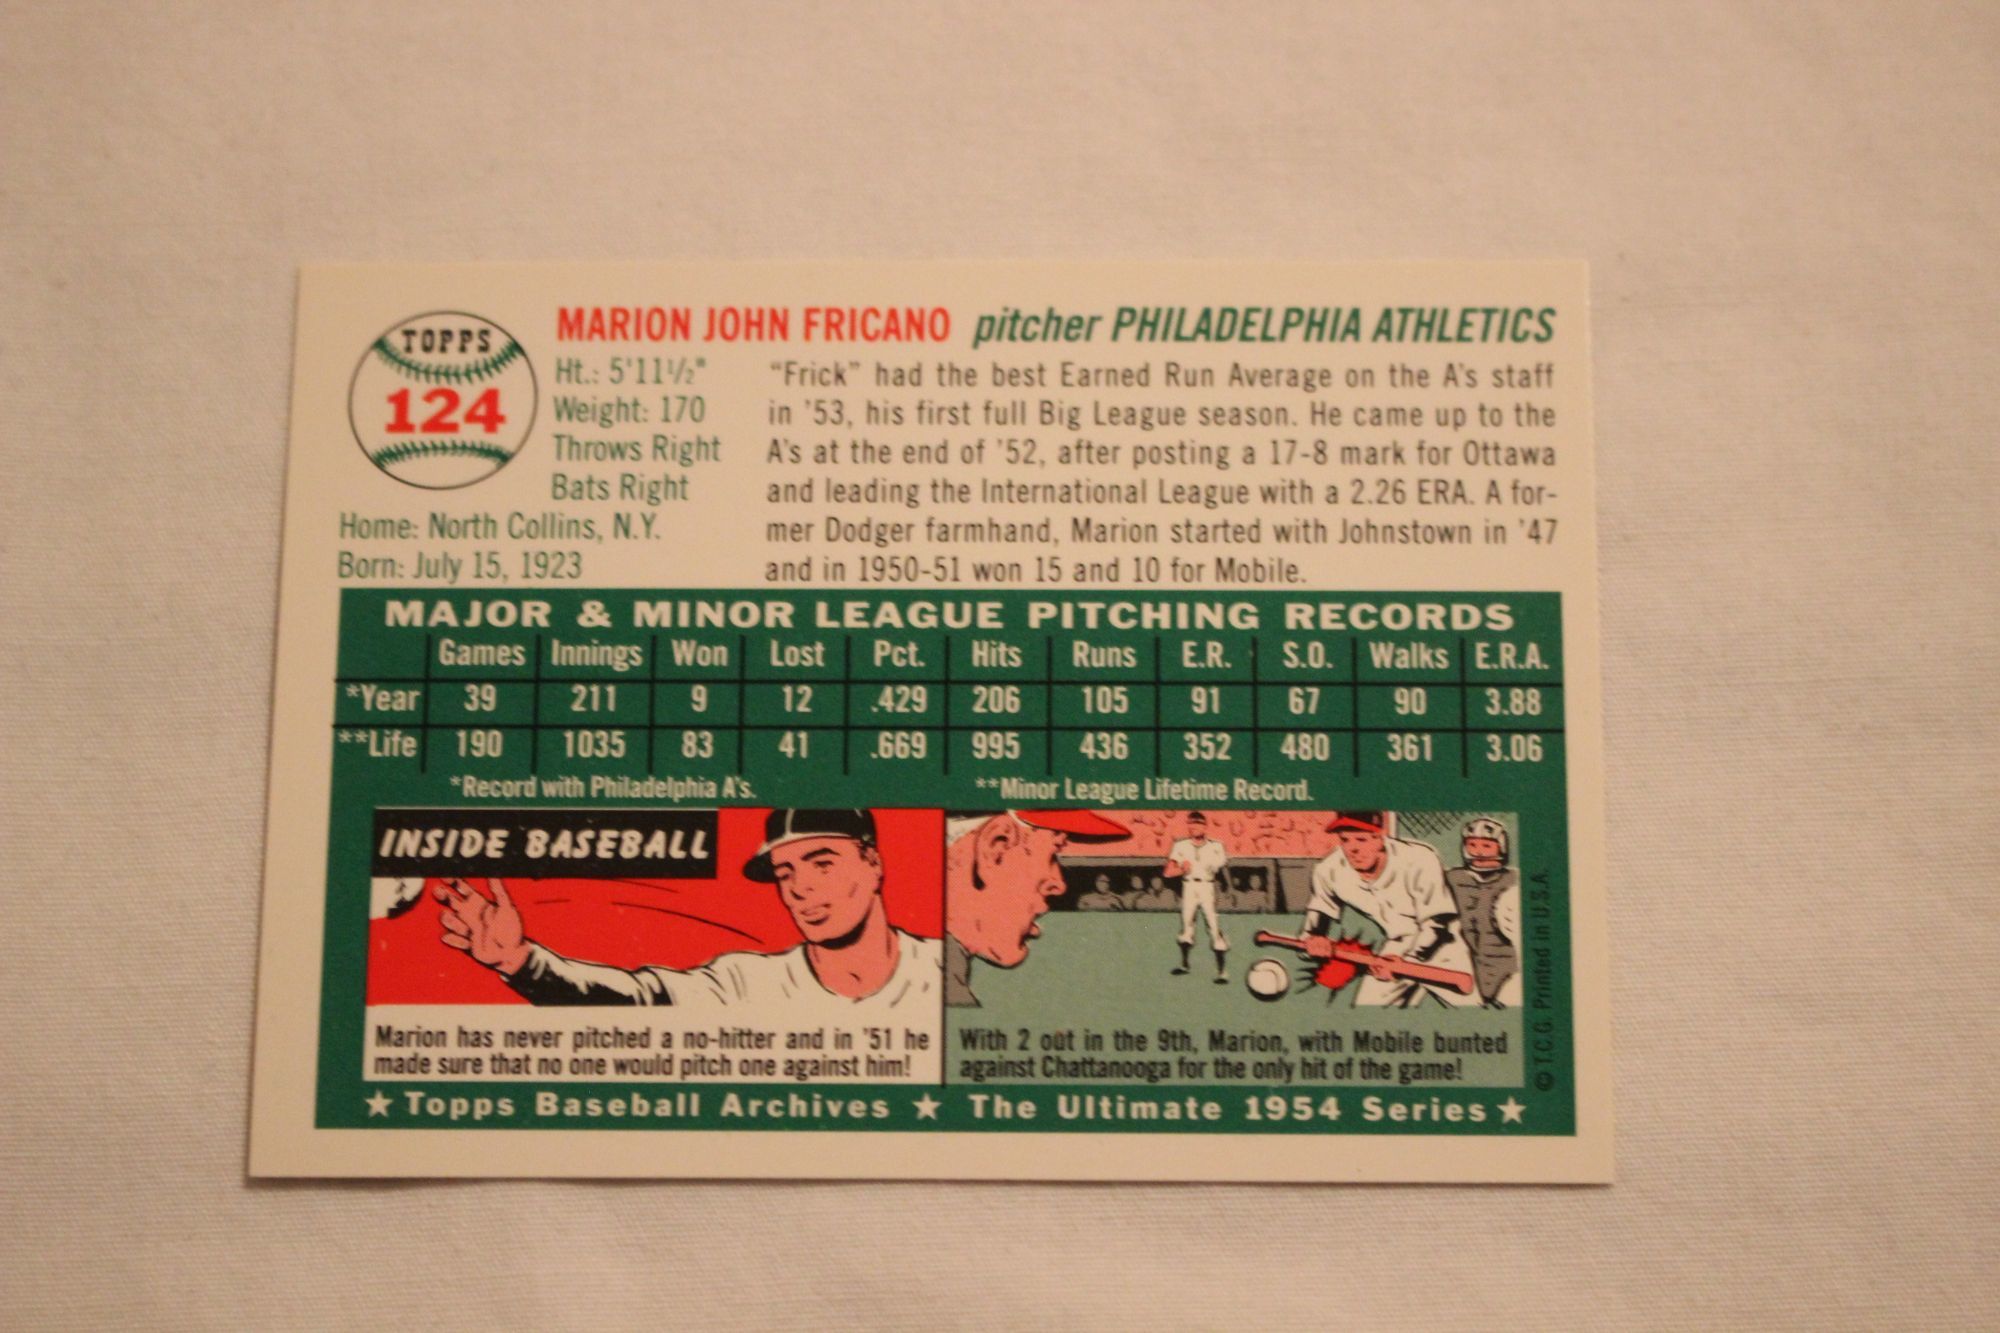 TOPPS
124
MARION JOHN FRICANO pitcher PHILADELPHIA ATHLETICS
Ht.: 5'11½"
Weight: 170
Throws Right
Bats Right
Home: North Collins, N.Y.
Born: July 15, 1923
"Frick" had the best Earned Run Average on the A's staff
in '53, his first full Big League season. He came up to the
A's at the end of '52, after posting a 17-8 mark for Ottawa
and leading the International League with a 2.26 ERA. A for-
mer Dodger farmhand, Marion started with Johnstown in '47
and in 1950-51 won 15 and 10 for Mobile.
MAJOR & MINOR LEAGUE PITCHING RECORDS
Games Innings Won Lost Pct. Hits Runs E.R. S.O. Walks E.R.A.
*Year 39 211 9 12 .429 206 105 91 67 90 3.88
**Life 190 1035 83 41 .669 995 436 352 480 361 3.06
*Record with Philadelphia A's. **Minor League Lifetime Record.
INSIDE BASEBALL
Marion has never pitched a no-hitter and in '51 he
made sure that no one would pitch one against him!
With 2 out in the 9th, Marion, with Mobile bunted
against Chattanooga for the only hit of the game!
© T.C.G. Printed in U.S.A.
★ Topps Baseball Archives ★ The Ultimate 1954 Series ★